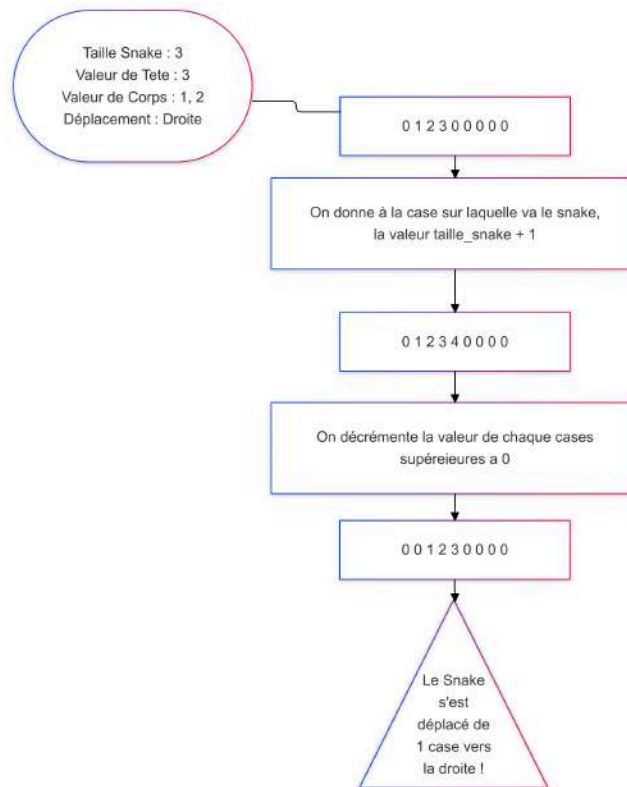 Taille Snake : 3
Valeur de Tete : 3
Valeur de Corps : 1, 2
Déplacement : Droite
0 1 2 3 0 0 0 0 0
On donne à la case sur laquelle va le snake,
la valeur taille_snake + 1
0 1 2 3 4 0 0 0 0
On décrémente la valeur de chaque cases
supéreieures a 0
0 0 1 2 3 0 0 0 0
Le Snake
s'est
déplacé de
1 case vers
la droite !